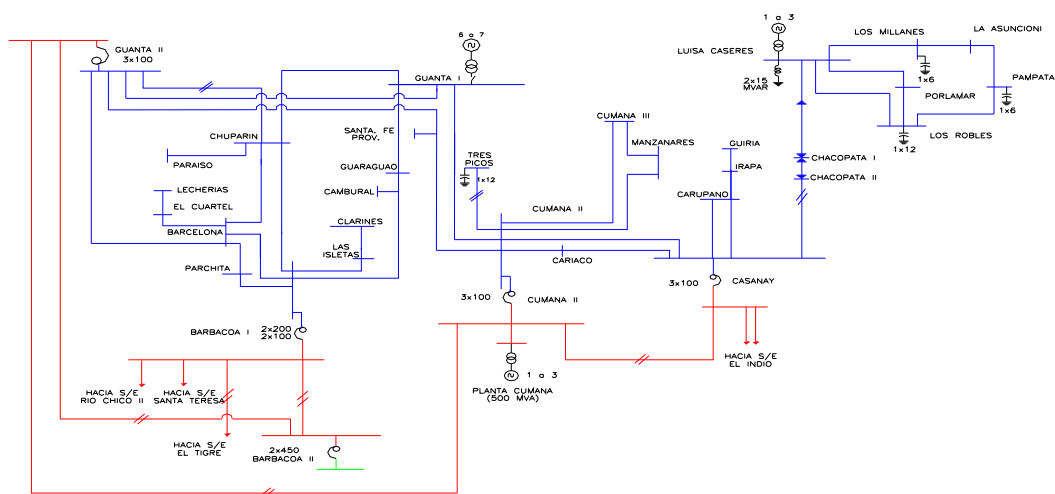 GUANTA II
3x100
6 a 7
GUANTA I
1 a 3
LUISA CASERES
2x15
MVAR
LOS MILLANES
LA ASUNCIONI
1x6
PAMPATA
1x6
PORLAMAR
LOS ROBLES
1x12
CHACOPATA I
CHACOPATA II
CHUPARIN
PARAISO
SANTA. FE
PROV.
GUARAGUAO
CAMBURAL
TRES
PICOS
1x12
CUMANA III
MANZANARES
GUIRIA
IRAPA
CARUPANO
LECHERIAS
EL CUARTEL
BARCELONA
CLARINES
LAS
ISLETAS
PARCHITA
CUMANA II
CARIACO
3x100
CASANAY
3x100
CUMANA II
BARBACOA I
2x200
2x100
HACIA S/E
EL INDIO
1 a 3
PLANTA CUMANA
(500 MVA)
HACIA S/E
RIO CHICO II
HACIA S/E
SANTA TERESA
HACIA S/E
EL TIGRE
2x450
BARBACOA II